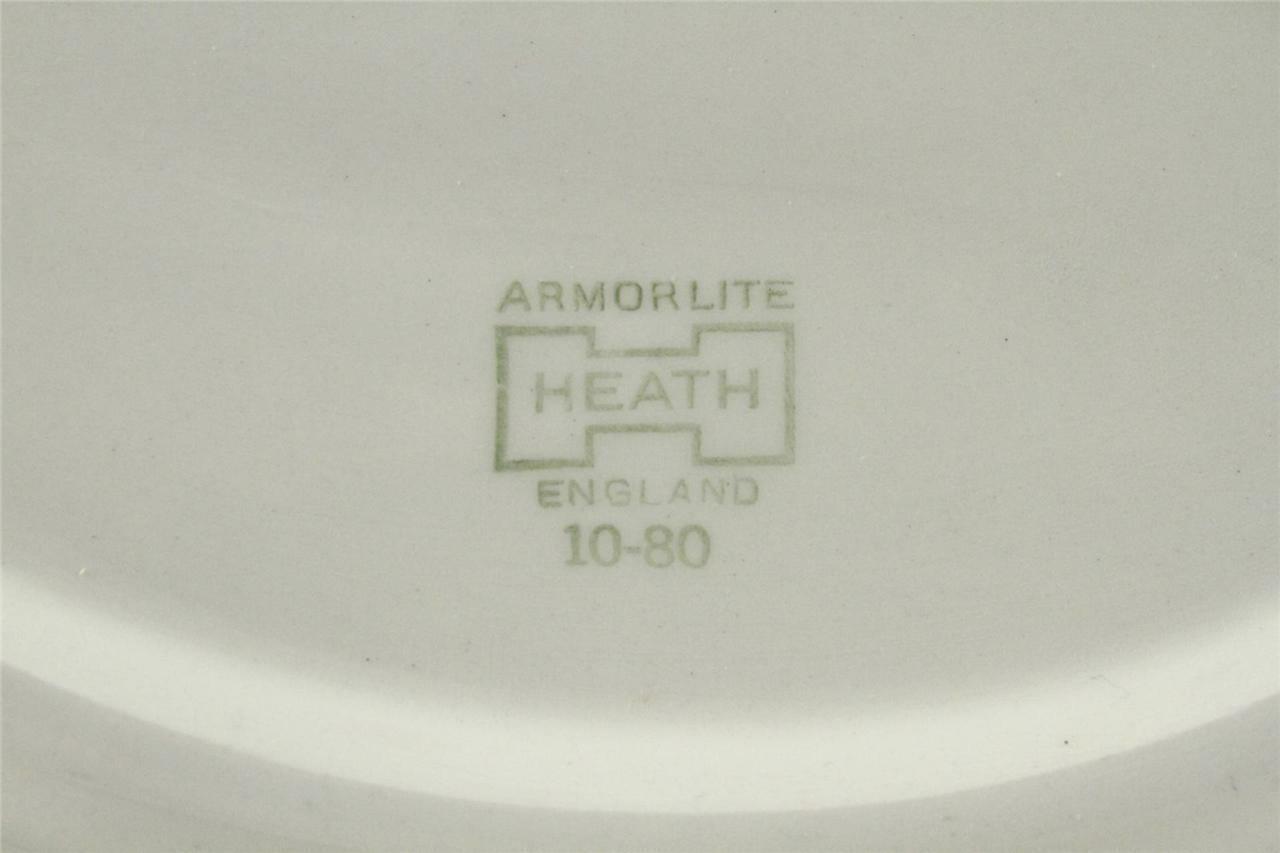 ARMORLITE
HEATH
ENGLAND
10-80